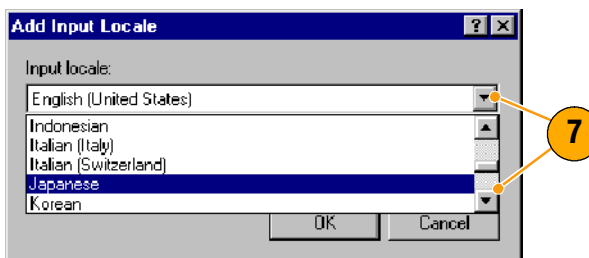 Add Input Locale
Input locale:
English (United States)
Indonesian
Italian (Italy)
Italian (Switzerland)
Japanese
Korean
OK Cancel
7